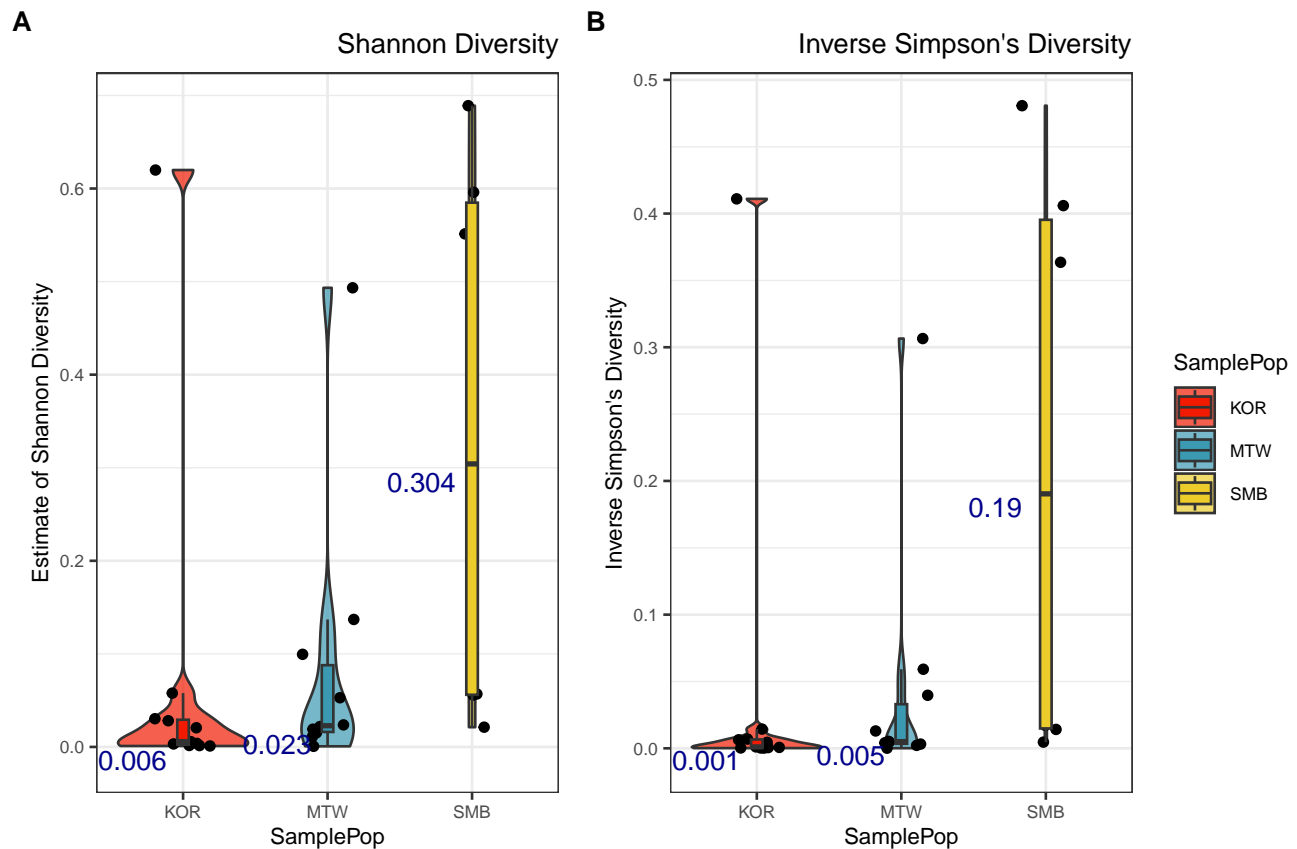 A
Shannon Diversity
Estimate of Shannon Diversity
0.6
0.4
0.2
0.0
0.304
0.006
0.023
KOR
MTW
SMB
SamplePop
B
Inverse Simpson's Diversity
Inverse Simpson's Diversity
0.5
0.4
0.3
0.2
0.1
0.0
0.19
0.001
0.005
KOR
MTW
SMB
SamplePop
SamplePop
KOR
MTW
SMB